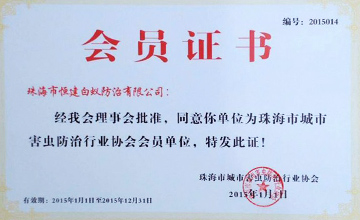 编号：2015014
会员证书
珠海市恒建白蚁防治有限公司：
经我会理事会批准，同意你单位为珠海市城市
害虫防治行业协会会员单位，特发此证！
珠海市城市害虫防治行业协会
2015年1月1日
有效期：2015年1月1日至2015年12月31日